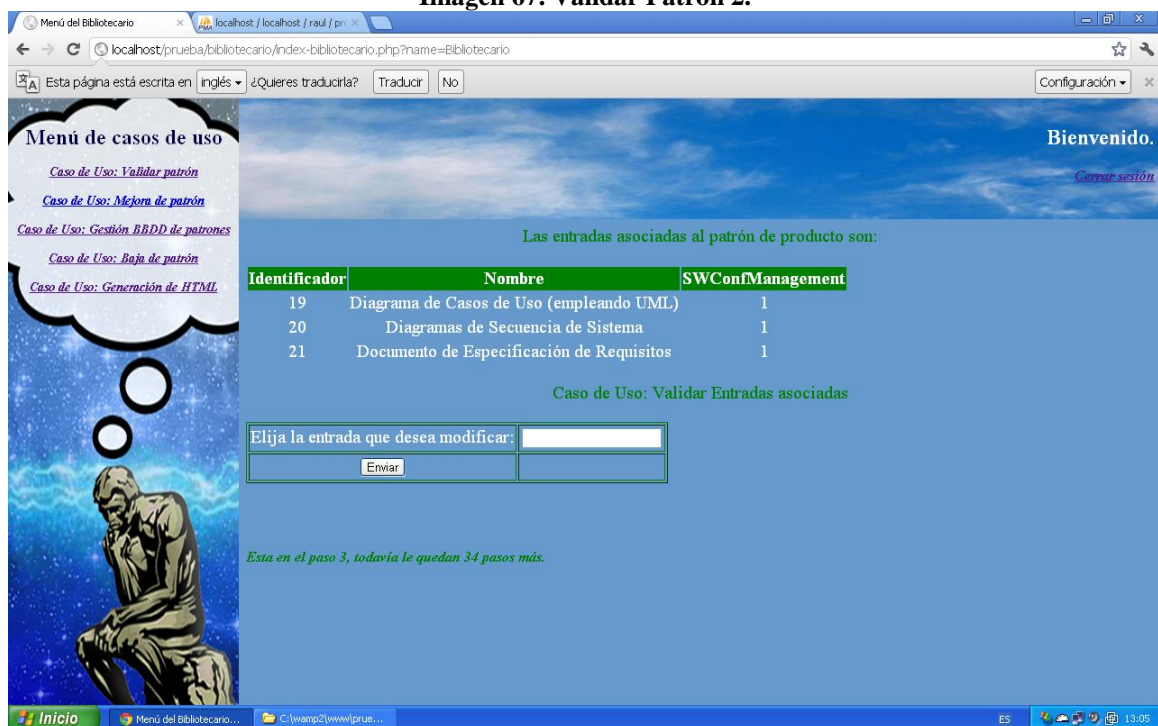 Imagen 67. Validar Patrón 2.
Menú del Bibliotecario
localhost / localhost / raul / pro
localhost/prueba/bibliotecario/index-bibliotecario.php?name=Bibliotecario
Esta página está escrita en inglés ¿Quieres traducirla? Traducir No Configuración
Menú de casos de uso
Caso de Uso: Validar patrón
Caso de Uso: Mejora de patrón
Caso de Uso: Gestión BBDD de patrones
Caso de Uso: Baja de patrón
Caso de Uso: Generación de HTML
Bienvenido.
Cerrar sesión
Las entradas asociadas al patrón de producto son:
Identificador Nombre SWConfManagement
19 Diagrama de Casos de Uso (empleando UML) 1
20 Diagramas de Secuencia de Sistema 1
21 Documento de Especificación de Requisitos 1
Caso de Uso: Validar Entradas asociadas
Elija la entrada que desea modificar:
Enviar
Esta en el paso 3, todavía le quedan 34 pasos más.
Inicio
Menú del Bibliotecario...
C:\wamp2\www\prue...
ES
13:05